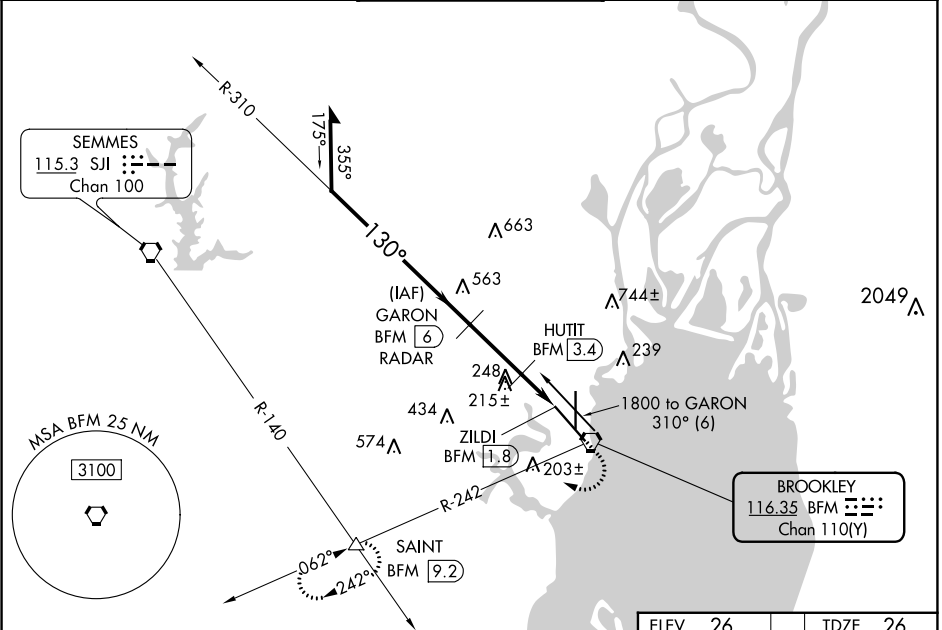 R-310
175°
355°
SEMMES
115.3 SJI
Chan 100
130°
663
563
744±
2049
(IAF)
GARON
BFM 6
RADAR
HUTIT
BFM 3.4
239
248
215±
434
1800 to GARON
310° (6)
R-140
574
ZILDI
BFM 1.8
203±
MSA BFM 25 NM
3100
R-242
BROOKLEY
116.35 BFM
Chan 110(Y)
SAINT
BFM 9.2
062°
242°
ELEV 26
TDZE 26